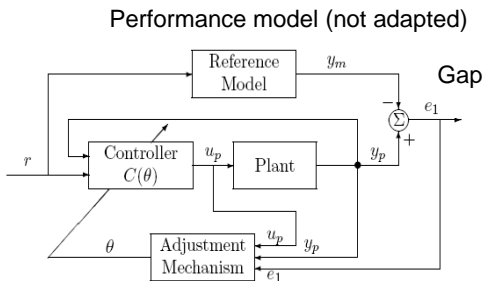 Performance model (not adapted)
Reference
Model
y_m
Gap
−
Σ
e_1
+
r
Controller
C(θ)
u_p
Plant
y_p
θ
Adjustment
Mechanism
u_p
y_p
e_1